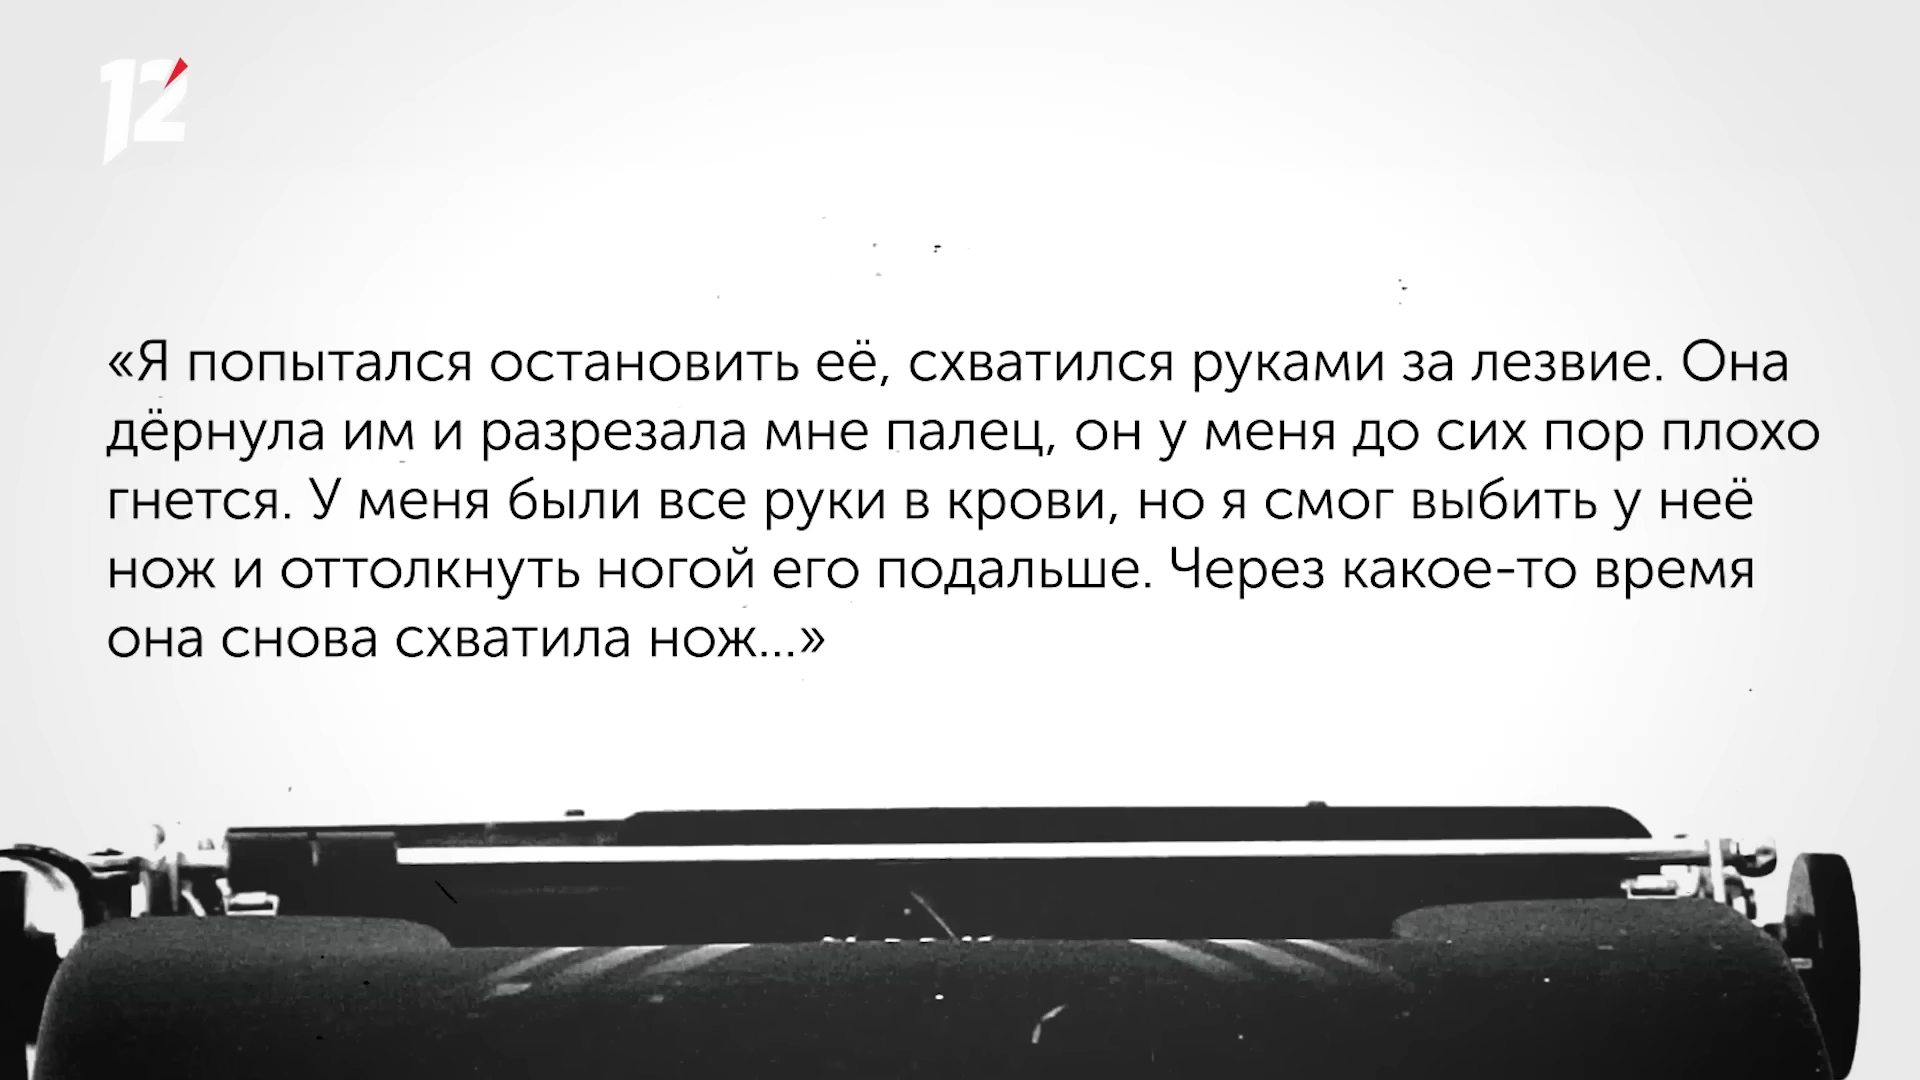 12
«Я попытался остановить её, схватился руками за лезвие. Она
дёрнула им и разрезала мне палец, он у меня до сих пор плохо
гнется. У меня были все руки в крови, но я смог выбить у неё
нож и оттолкнуть ногой его подальше. Через какое-то время
она снова схватила нож...»